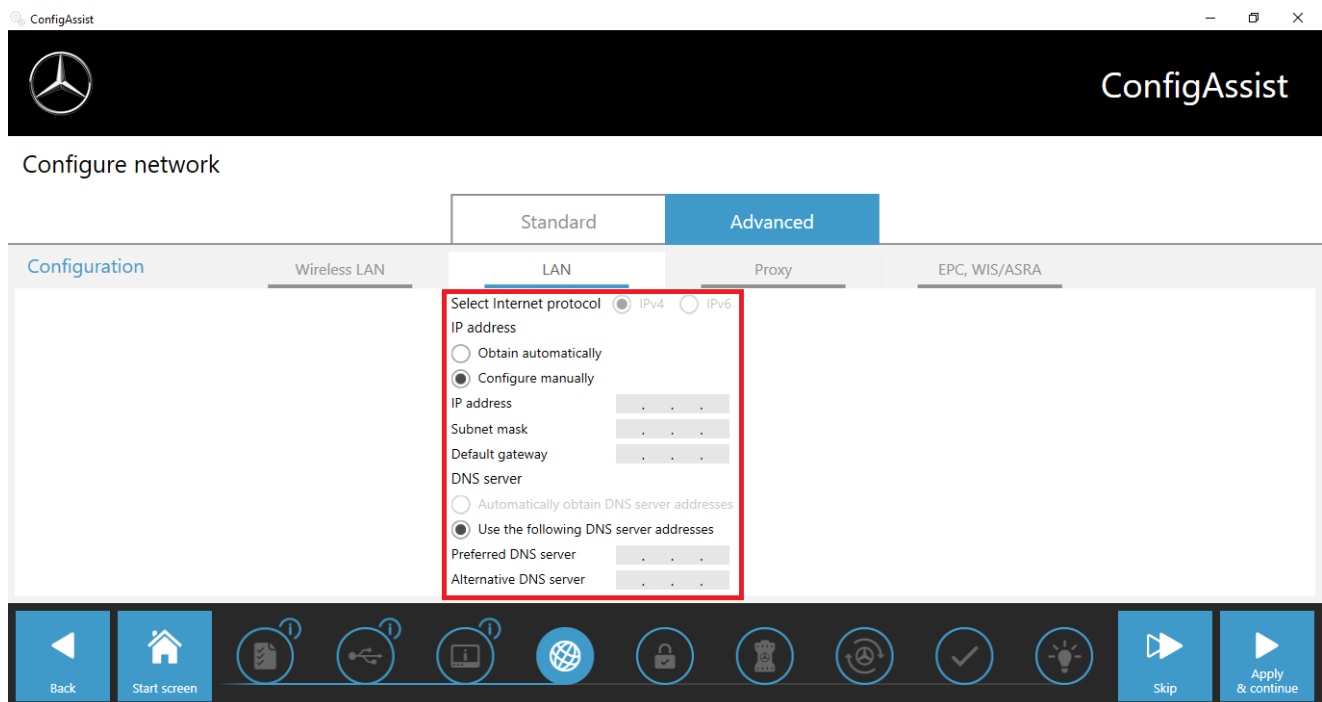 ConfigAssist
ConfigAssist
Configure network
Standard
Advanced
Configuration
Wireless LAN
LAN
Proxy
EPC, WIS/ASRA
Select Internet protocol IPv4 IPv6
IP address
Obtain automatically
Configure manually
IP address . . .
Subnet mask . . .
Default gateway . . .
DNS server
Automatically obtain DNS server addresses
Use the following DNS server addresses
Preferred DNS server . . .
Alternative DNS server . . .
Back
Start screen
Skip
Apply
& continue